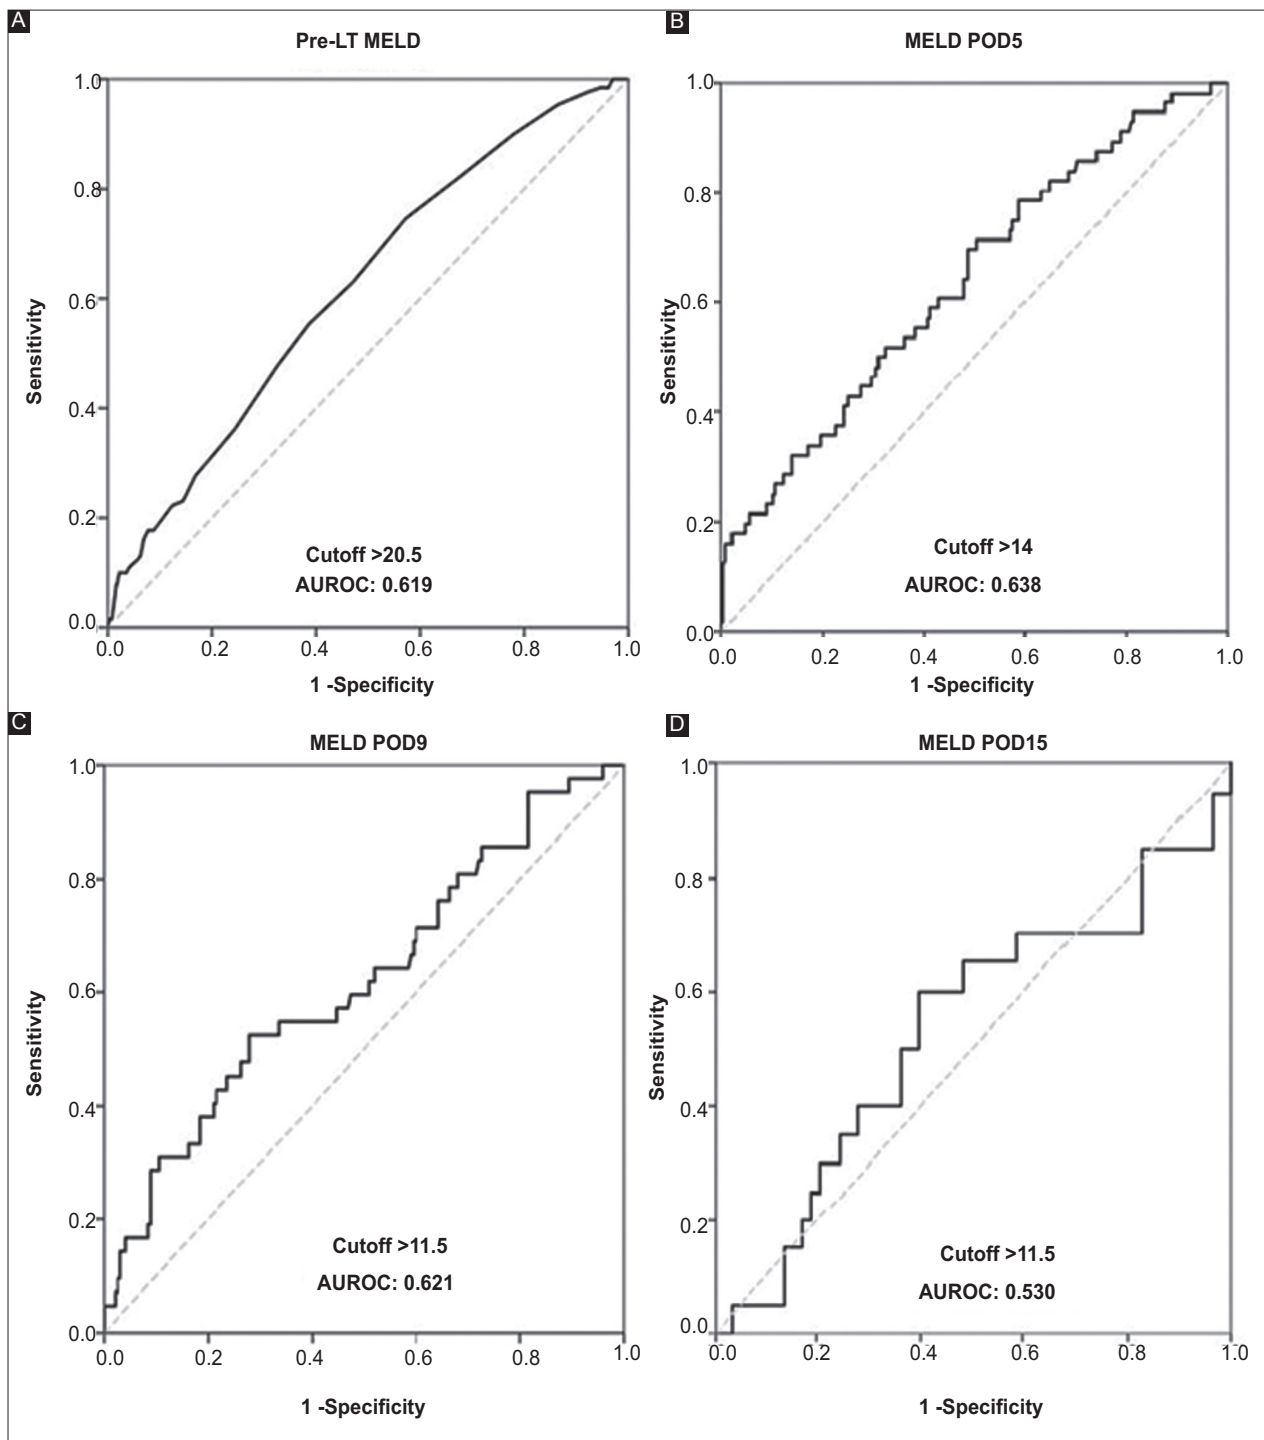 A
Pre-LT MELD
1.0
0.8
0.6
0.4
0.2
0.0
Sensitivity
Cutoff >20.5
AUROC: 0.619
0.0 0.2 0.4 0.6 0.8 1.0
1 -Specificity
B
MELD POD5
1.0
0.8
0.6
0.4
0.2
0.0
Sensitivity
Cutoff >14
AUROC: 0.638
0.0 0.2 0.4 0.6 0.8 1.0
1 -Specificity
C
MELD POD9
1.0
0.8
0.6
0.4
0.2
0.0
Sensitivity
Cutoff >11.5
AUROC: 0.621
0.0 0.2 0.4 0.6 0.8 1.0
1 -Specificity
D
MELD POD15
1.0
0.8
0.6
0.4
0.2
0.0
Sensitivity
Cutoff >11.5
AUROC: 0.530
0.0 0.2 0.4 0.6 0.8 1.0
1 -Specificity